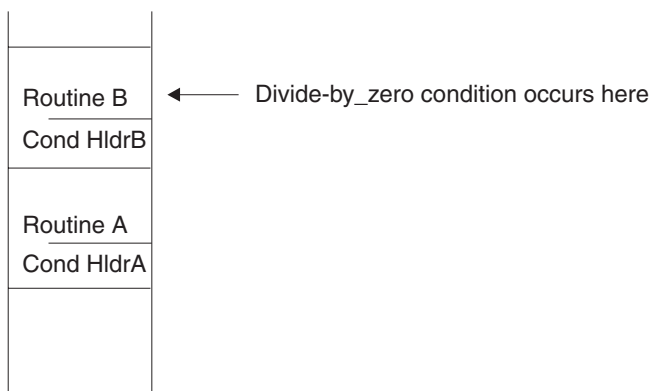 Routine B
Divide-by_zero condition occurs here
Cond HldrB
Routine A
Cond HldrA